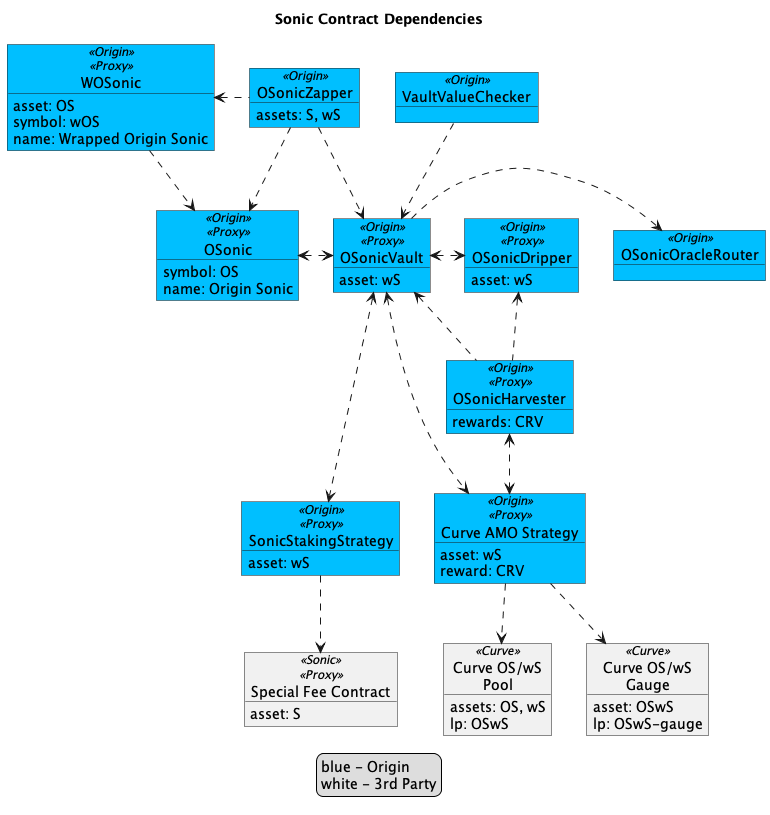 Sonic Contract Dependencies
«Origin»
«Proxy»
WOSonic
asset: OS
symbol: wOS
name: Wrapped Origin Sonic
«Origin»
OSonicZapper
assets: S, wS
«Origin»
VaultValueChecker
«Origin»
«Proxy»
OSonic
symbol: OS
name: Origin Sonic
«Origin»
«Proxy»
OSonicVault
asset: wS
«Origin»
«Proxy»
OSonicDripper
asset: wS
«Origin»
OSonicOracleRouter
«Origin»
«Proxy»
OSonicHarvester
rewards: CRV
«Origin»
«Proxy»
SonicStakingStrategy
asset: wS
«Origin»
«Proxy»
Curve AMO Strategy
asset: wS
reward: CRV
«Sonic»
«Proxy»
Special Fee Contract
asset: S
«Curve»
Curve OS/wS
Pool
assets: OS, wS
lp: OSwS
«Curve»
Curve OS/wS
Gauge
asset: OSwS
lp: OSwS-gauge
blue - Origin
white - 3rd Party